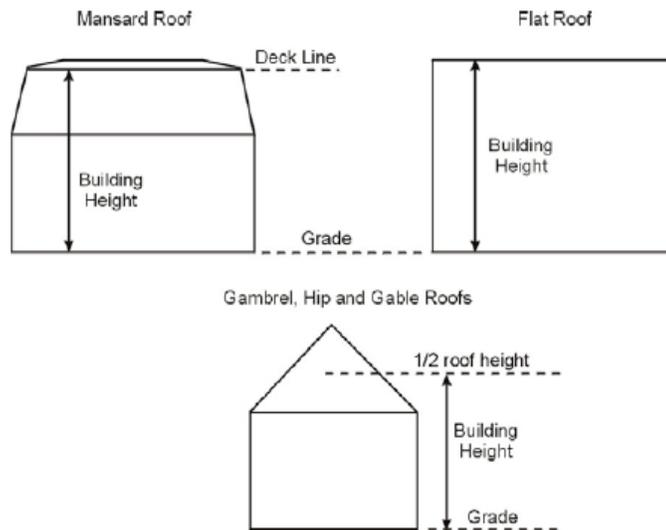 Mansard Roof
Flat Roof
Deck Line
Building
Height
Building
Height
Grade
Gambrel, Hip and Gable Roofs
1/2 roof height
Building
Height
Grade